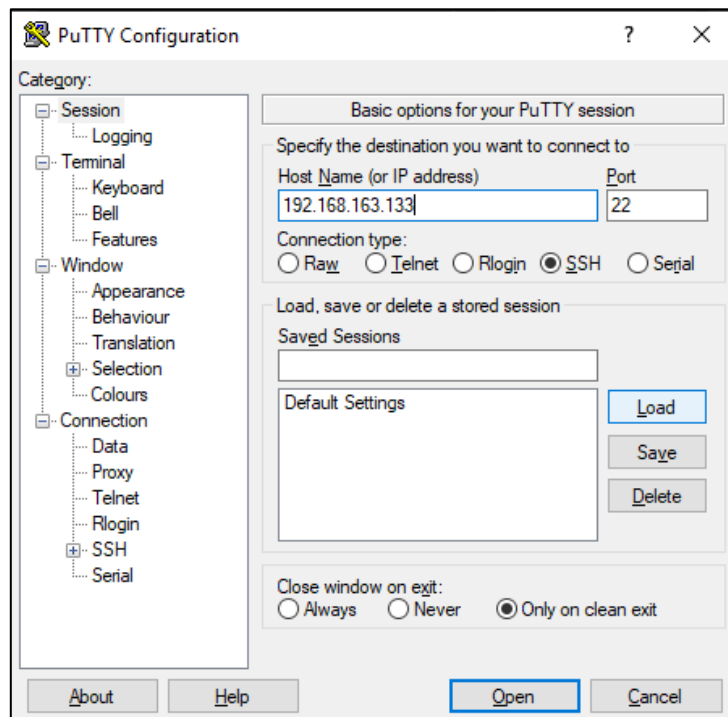 PuTTY Configuration
Category:
Session
Logging
Terminal
Keyboard
Bell
Features
Window
Appearance
Behaviour
Translation
Selection
Colours
Connection
Data
Proxy
Telnet
Rlogin
SSH
Serial
Basic options for your PuTTY session
Specify the destination you want to connect to
Host Name (or IP address) Port
192.168.163.133 22
Connection type:
Raw Telnet Rlogin SSH Serial
Load, save or delete a stored session
Saved Sessions
Default Settings
Load
Save
Delete
Close window on exit:
Always Never Only on clean exit
About Help Open Cancel